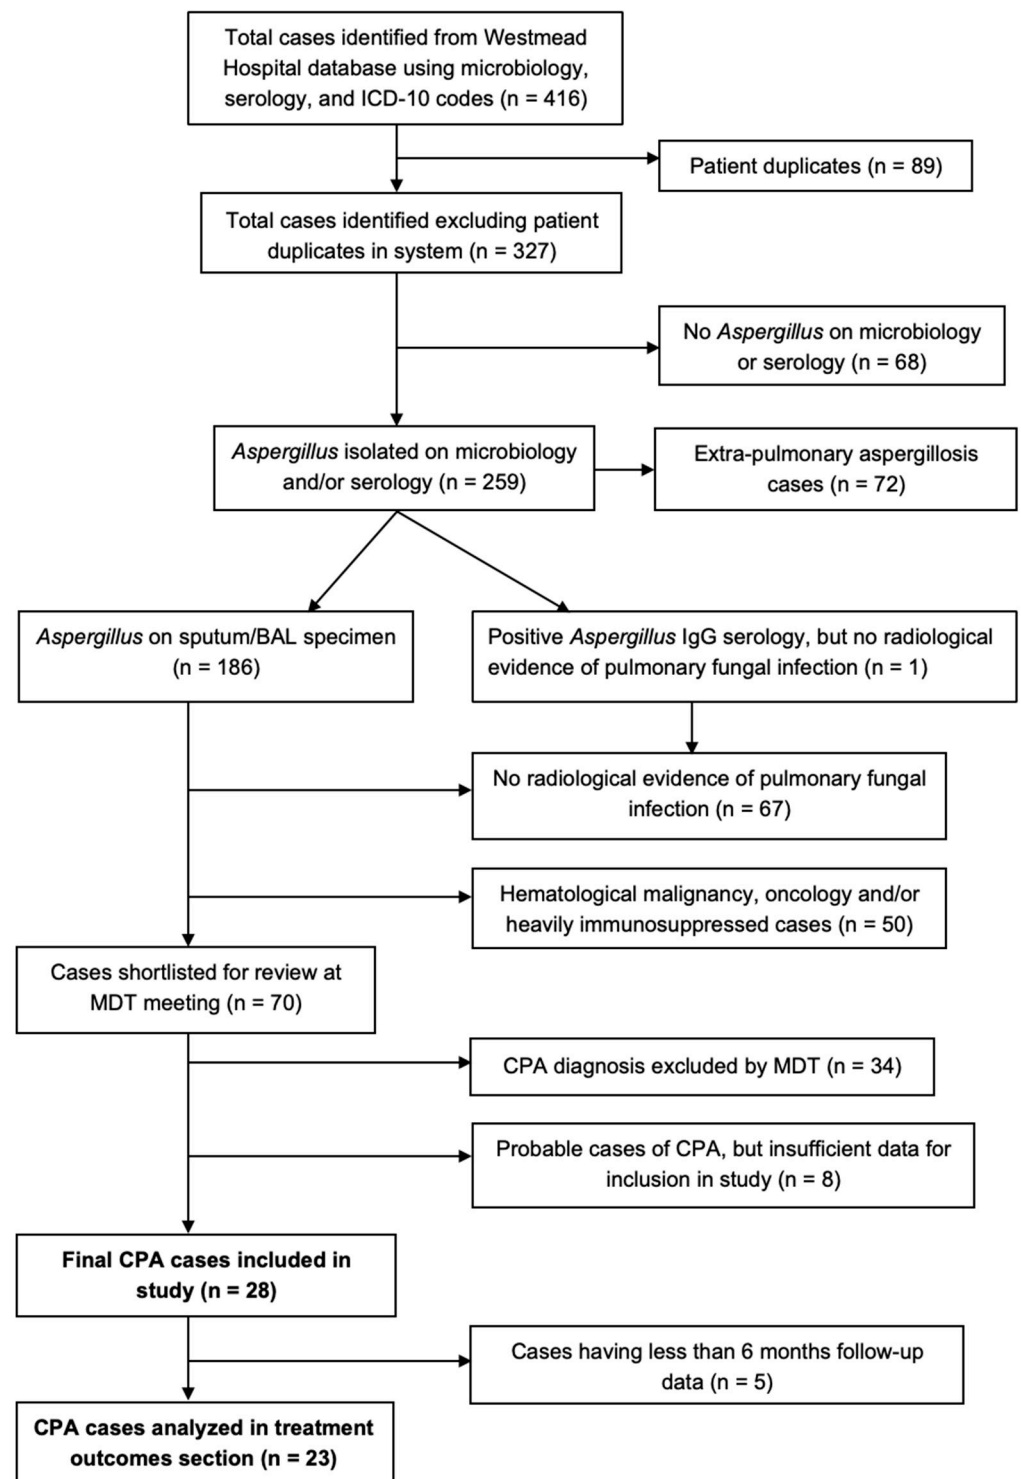 Total cases identified from Westmead
Hospital database using microbiology,
serology, and ICD-10 codes (n = 416)
Patient duplicates (n = 89)
Total cases identified excluding patient
duplicates in system (n = 327)
No Aspergillus on microbiology
or serology (n = 68)
Aspergillus isolated on microbiology
and/or serology (n = 259)
Extra-pulmonary aspergillosis
cases (n = 72)
Aspergillus on sputum/BAL specimen
(n = 186)
Positive Aspergillus IgG serology, but no radiological
evidence of pulmonary fungal infection (n = 1)
No radiological evidence of pulmonary fungal
infection (n = 67)
Hematological malignancy, oncology and/or
heavily immunosuppressed cases (n = 50)
Cases shortlisted for review at
MDT meeting (n = 70)
CPA diagnosis excluded by MDT (n = 34)
Probable cases of CPA, but insufficient data for
inclusion in study (n = 8)
Final CPA cases included in
study (n = 28)
Cases having less than 6 months follow-up
data (n = 5)
CPA cases analyzed in treatment
outcomes section (n = 23)